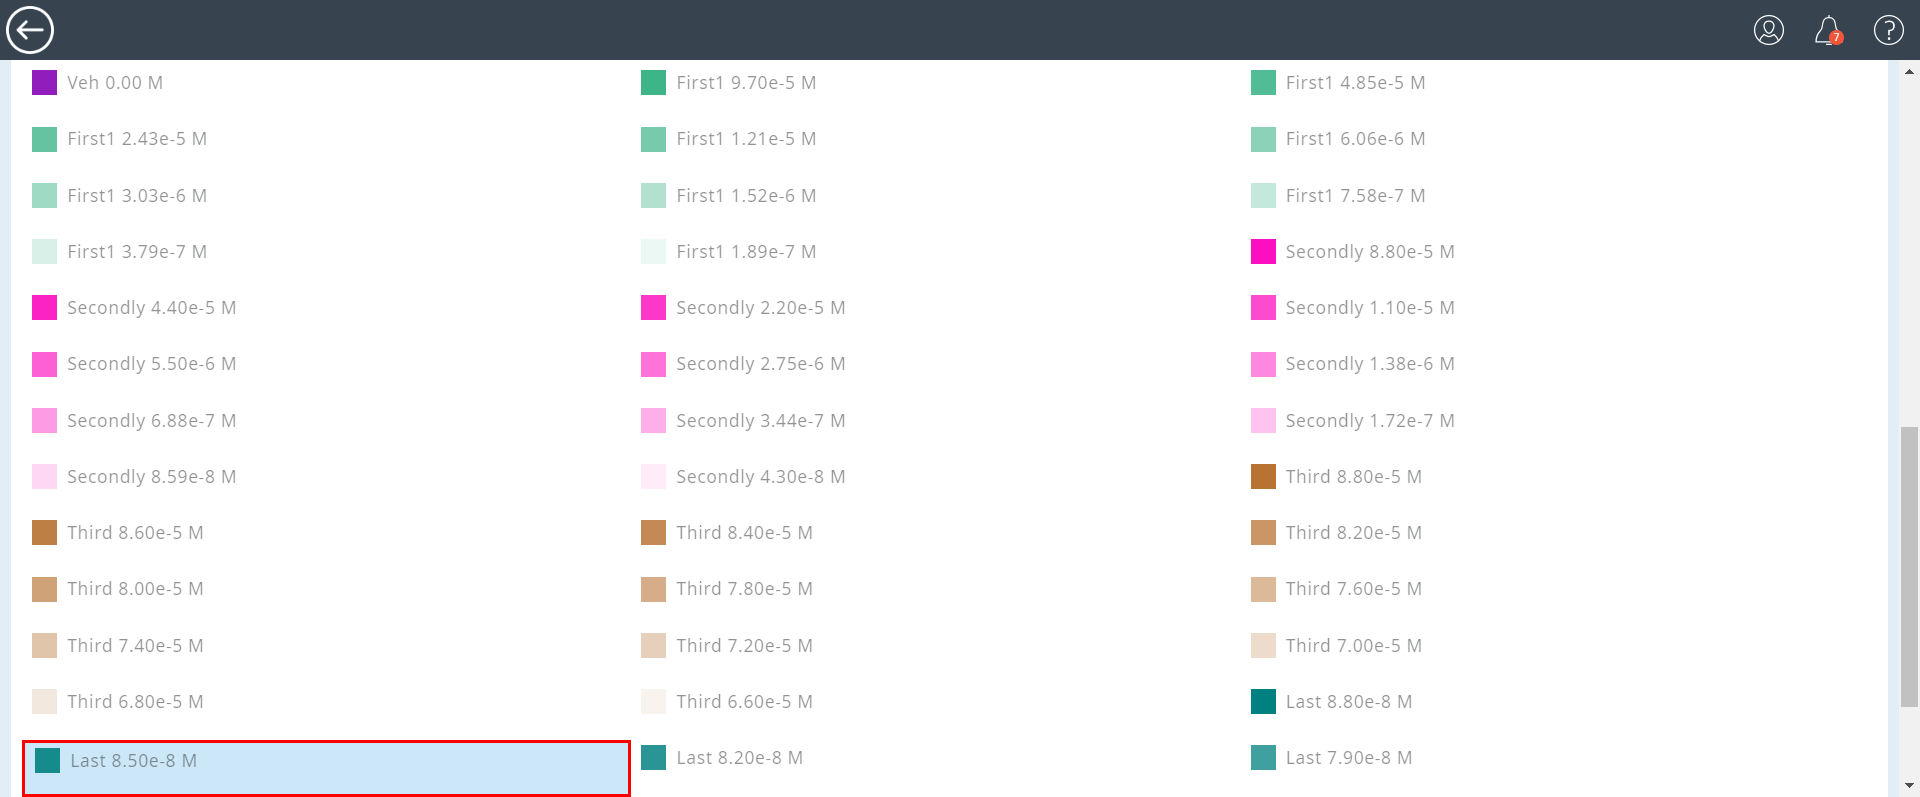 7
?
Veh 0.00 M
First1 9.70e-5 M
First1 4.85e-5 M
First1 2.43e-5 M
First1 1.21e-5 M
First1 6.06e-6 M
First1 3.03e-6 M
First1 1.52e-6 M
First1 7.58e-7 M
First1 3.79e-7 M
First1 1.89e-7 M
Secondly 8.80e-5 M
Secondly 4.40e-5 M
Secondly 2.20e-5 M
Secondly 1.10e-5 M
Secondly 5.50e-6 M
Secondly 2.75e-6 M
Secondly 1.38e-6 M
Secondly 6.88e-7 M
Secondly 3.44e-7 M
Secondly 1.72e-7 M
Secondly 8.59e-8 M
Secondly 4.30e-8 M
Third 8.80e-5 M
Third 8.60e-5 M
Third 8.40e-5 M
Third 8.20e-5 M
Third 8.00e-5 M
Third 7.80e-5 M
Third 7.60e-5 M
Third 7.40e-5 M
Third 7.20e-5 M
Third 7.00e-5 M
Third 6.80e-5 M
Third 6.60e-5 M
Last 8.80e-8 M
Last 8.50e-8 M
Last 8.20e-8 M
Last 7.90e-8 M